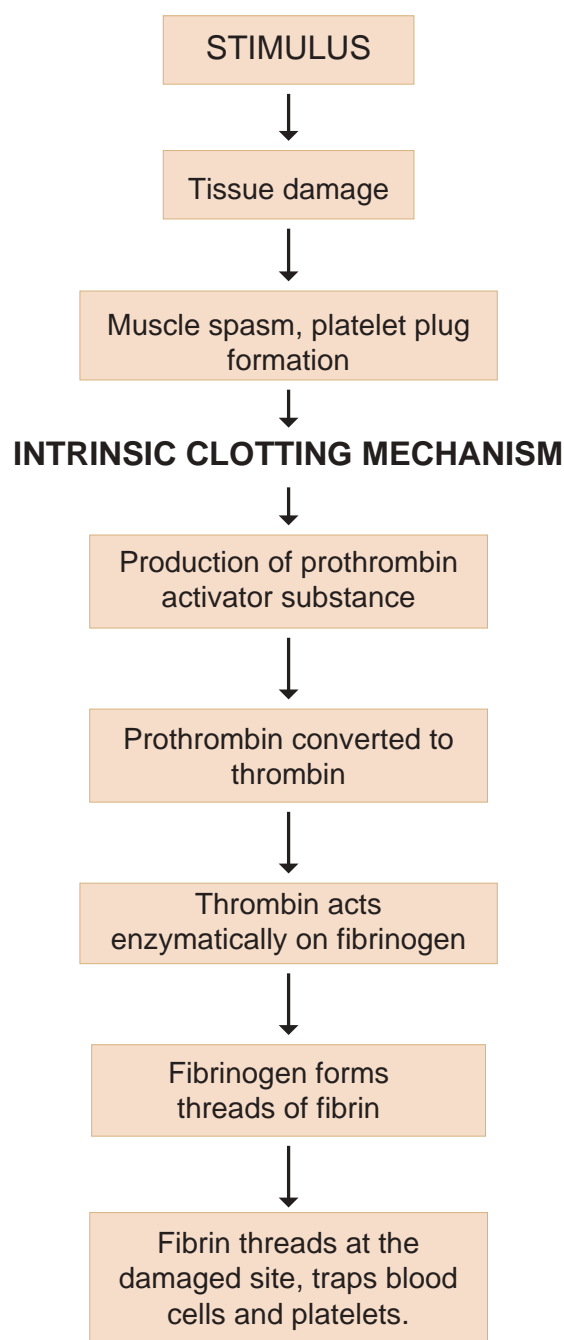 STIMULUS
Tissue damage
Muscle spasm, platelet plug
formation
INTRINSIC CLOTTING MECHANISM
Production of prothrombin
activator substance
Prothrombin converted to
thrombin
Thrombin acts
enzymatically on fibrinogen
Fibrinogen forms
threads of fibrin
Fibrin threads at the
damaged site, traps blood
cells and platelets.